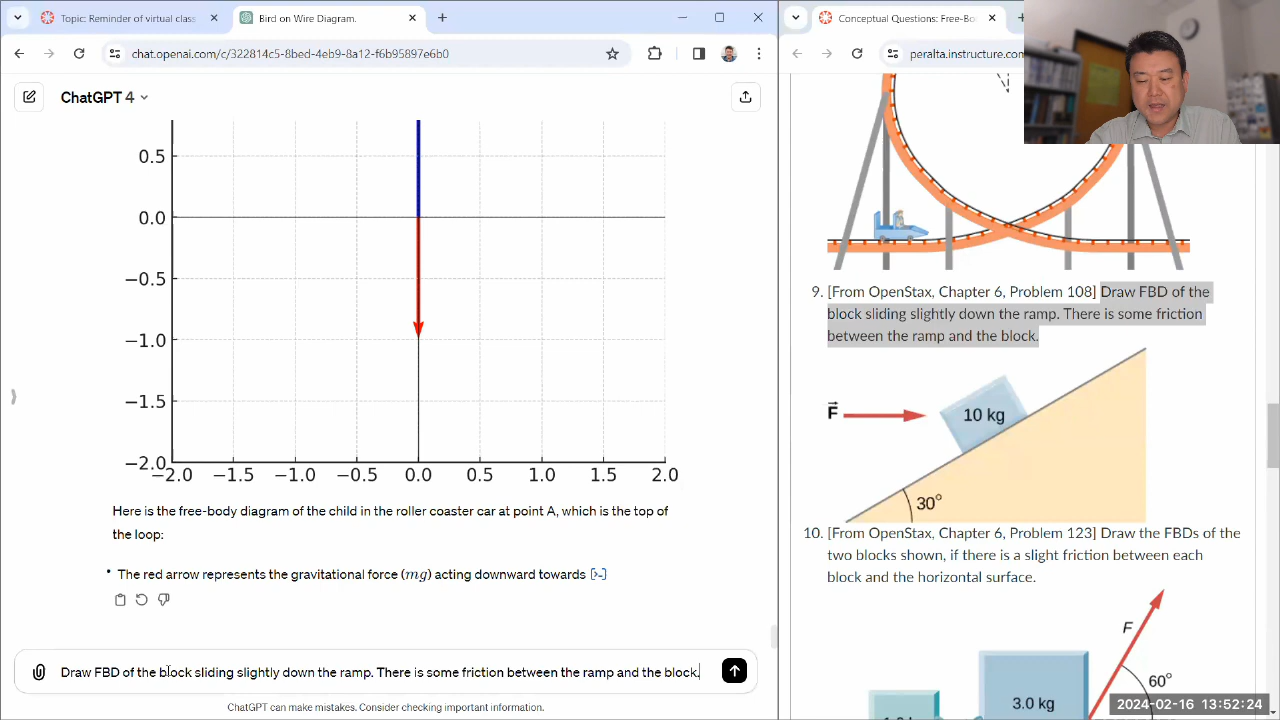 Topic: Reminder of virtual class
Bird on Wire Diagram.
Conceptual Questions: Free-Bo
chat.openai.com/c/322814c5-8bed-4eb9-8a12-f6b95897e6b0
peralta.instructure.com
ChatGPT 4
0.5
0.0
−0.5
−1.0
−1.5
−2.0
−2.0 −1.5 −1.0 −0.5 0.0 0.5 1.0 1.5 2.0
Here is the free-body diagram of the child in the roller coaster car at point A, which is the top of
the loop:
• The red arrow represents the gravitational force (mg) acting downward towards [>-]
Draw FBD of the block sliding slightly down the ramp. There is some friction between the ramp and the block.
ChatGPT can make mistakes. Consider checking important information.
9. [From OpenStax, Chapter 6, Problem 108] Draw FBD of the
block sliding slightly down the ramp. There is some friction
between the ramp and the block.
F
10 kg
30°
10. [From OpenStax, Chapter 6, Problem 123] Draw the FBDs of the
two blocks shown, if there is a slight friction between each
block and the horizontal surface.
F
60°
3.0 kg
2024-02-16 13:52:24